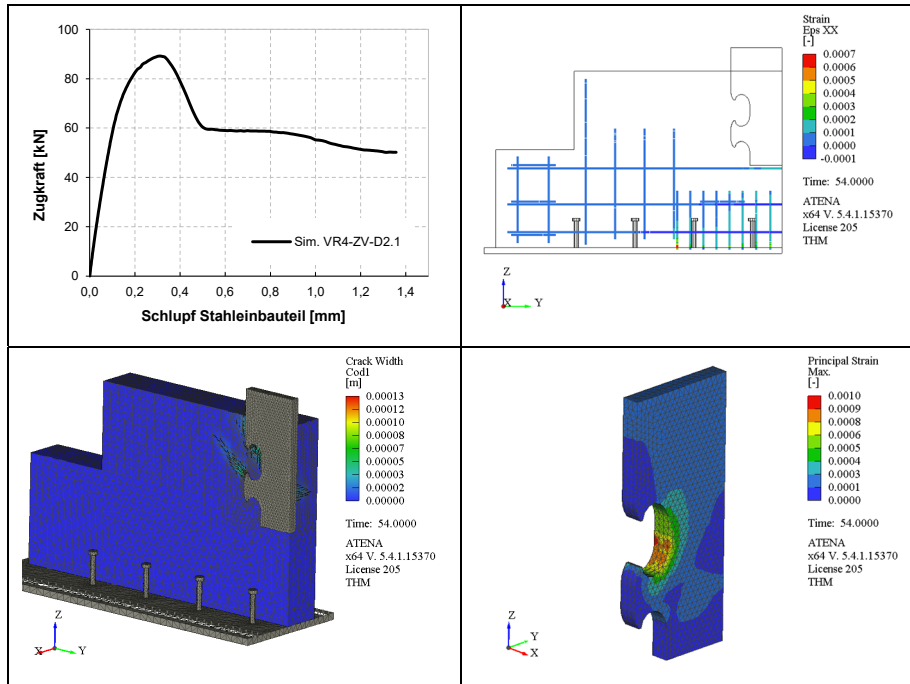 100
80
60
40
20
0
Zugkraft [kN]
Sim. VR4-ZV-D2.1
0,0 0,2 0,4 0,6 0,8 1,0 1,2 1,4
Schlupf Stahleinbauteil [mm]
Strain
Eps XX
[-]
0.0007
0.0006
0.0005
0.0004
0.0003
0.0002
0.0001
0.0000
-0.0001
Time: 54.0000
ATENA
x64 V. 5.4.1.15370
License 205
THM
Z
X
Y
Crack Width
Cod1
[m]
0.00013
0.00012
0.00010
0.00008
0.00007
0.00005
0.00003
0.00002
0.00000
Time: 54.0000
ATENA
x64 V. 5.4.1.15370
License 205
THM
Z
X
Y
Principal Strain
Max.
[-]
0.0010
0.0009
0.0008
0.0006
0.0005
0.0004
0.0003
0.0001
0.0000
Time: 54.0000
ATENA
x64 V. 5.4.1.15370
License 205
THM
Z
Y
X